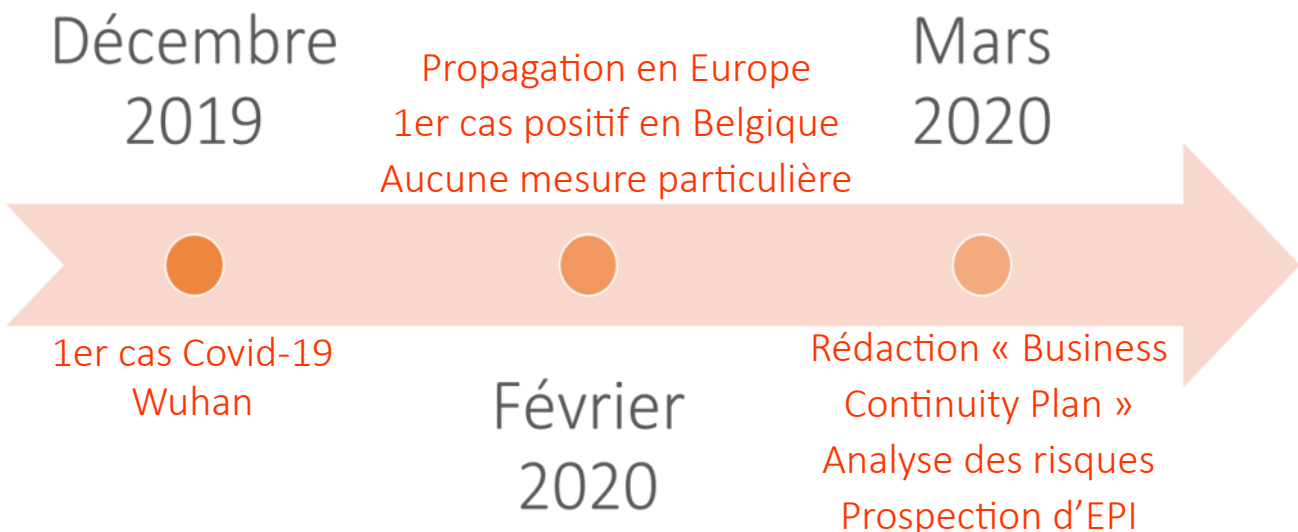 Décembre
2019
1er cas Covid-19
Wuhan
Propagation en Europe
1er cas positif en Belgique
Aucune mesure particulière
Février
2020
Mars
2020
Rédaction « Business
Continuity Plan »
Analyse des risques
Prospection d’EPI